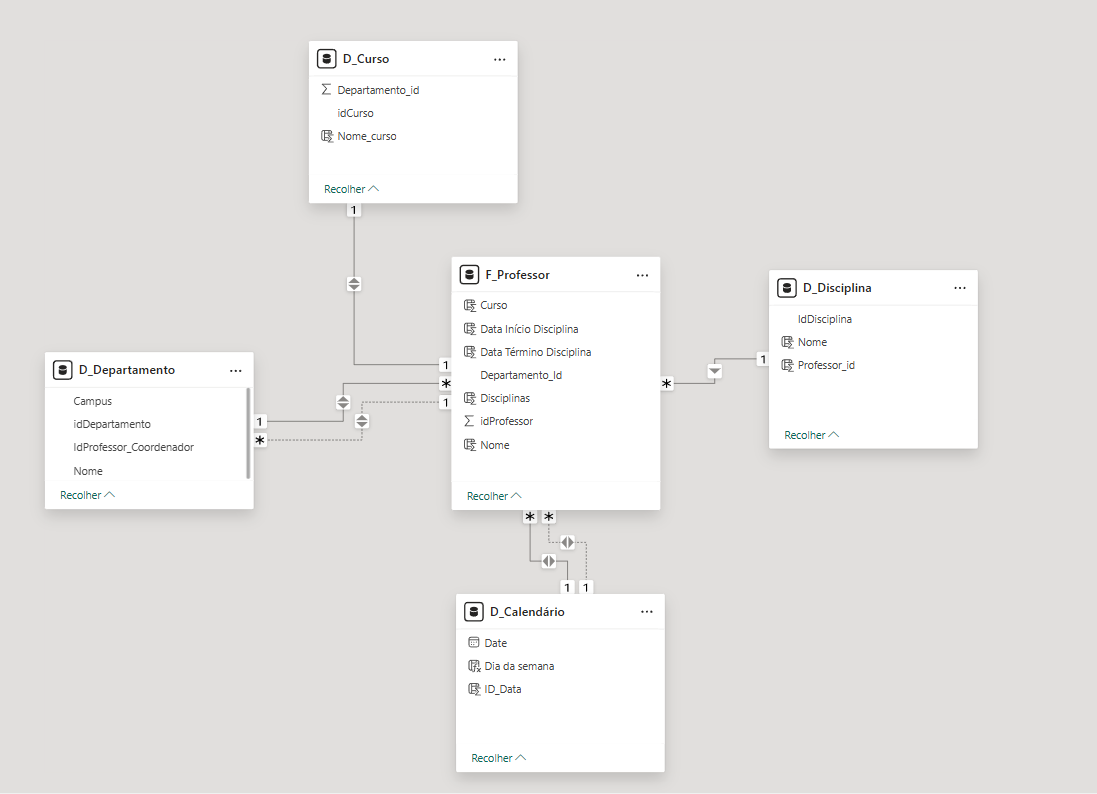 D_Curso
Departamento_id
idCurso
Nome_curso
Recolher
1
1
*
1
F_Professor
Curso
Data Início Disciplina
Data Término Disciplina
Departamento_Id
Disciplinas
idProfessor
Nome
Recolher
*
1
D_Disciplina
IdDisciplina
Nome
Professor_id
Recolher
D_Departamento
Campus
idDepartamento
IdProfessor_Coordenador
Nome
Recolher
1
*
*
*
1
1
D_Calendário
Date
Dia da semana
ID_Data
Recolher